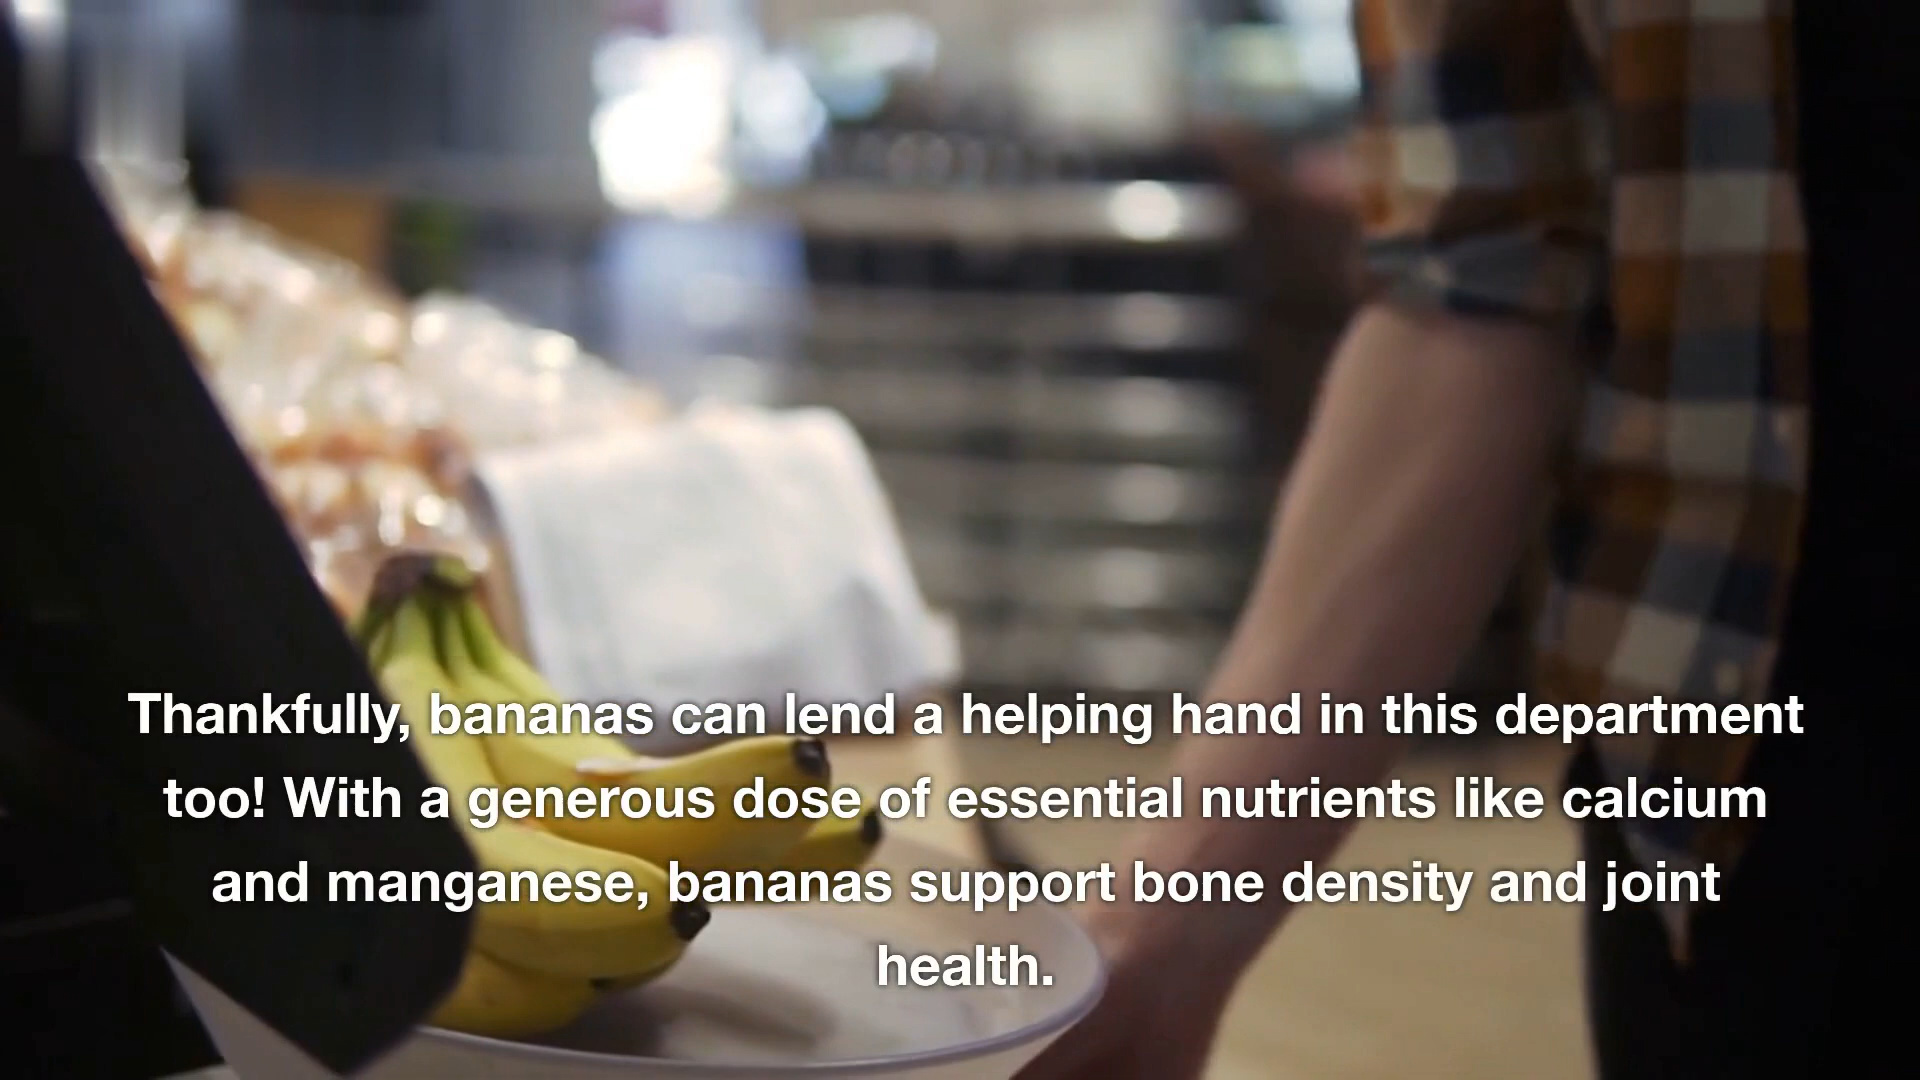 Thankfully, bananas can lend a helping hand in this department
too! With a generous dose of essential nutrients like calcium
and manganese, bananas support bone density and joint
health.